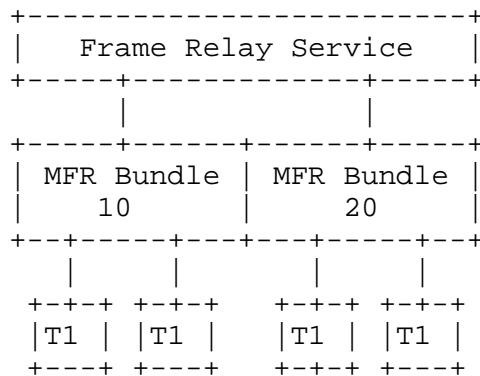 Frame Relay Service
MFR Bundle MFR Bundle
10 20
T1 T1 T1 T1